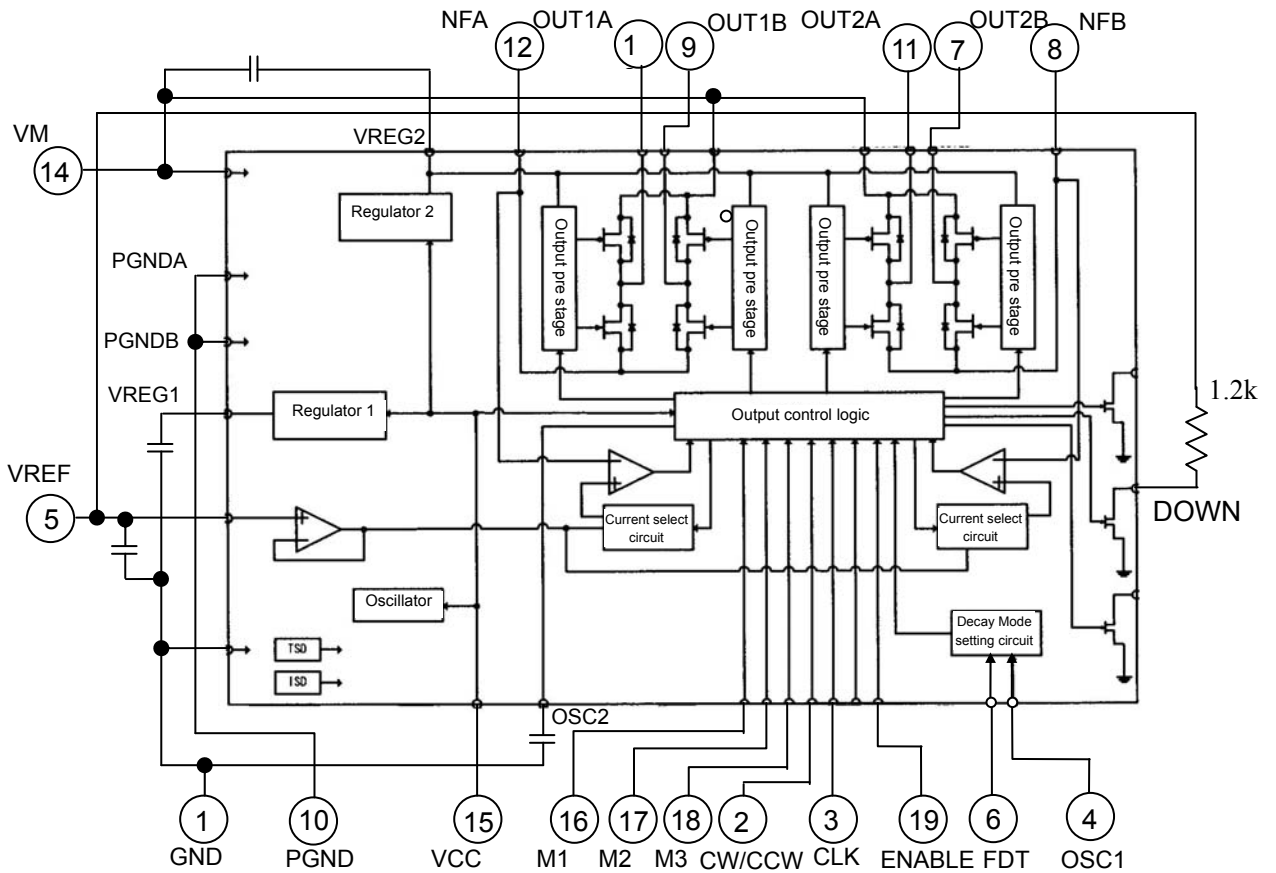 NFA OUT1A OUT1B OUT2A OUT2B NFB
12 1 9 11 7 8
VM
14
VREG2
Regulator 2
Output pre stage
Output pre stage
Output pre stage
Output pre stage
PGNDA
PGNDB
VREG1
Regulator 1
Output control logic
1.2k
VREF
5
+
+
+
Current select
circuit
Current select
circuit
DOWN
Oscillator
Decay Mode
setting circuit
TSD
ISD
OSC2
1 10 15 16 17 18 2 3 19 6 4
GND PGND VCC M1 M2 M3 CW/CCW CLK ENABLE FDT OSC1